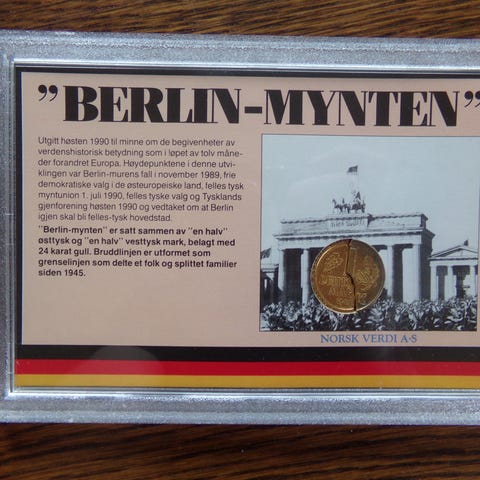 "BERLIN-MYNTEN"
Utgitt høsten 1990 til minne om de begivenheter av
verdenshistorisk betydning som i løpet av tolv måne-
der forandret Europa. Høydepunktene i denne utvi-
klingen var Berlin-murens fall i november 1989, frie
demokratiske valg i de østeuropeiske land, felles tysk
myntunion 1. juli 1990, felles tyske valg og Tysklands
gjenforening høsten 1990 og vedtaket om at Berlin
igjen skal bli felles-tysk hovedstad.
"Berlin-mynten" er satt sammen av "en halv"
østtysk og "en halv" vesttysk mark, belagt med
24 karat gull. Bruddlinjen er utformet som
grenselinjen som delte et folk og splittet familier
siden 1945.
NORSK VERDI A-S